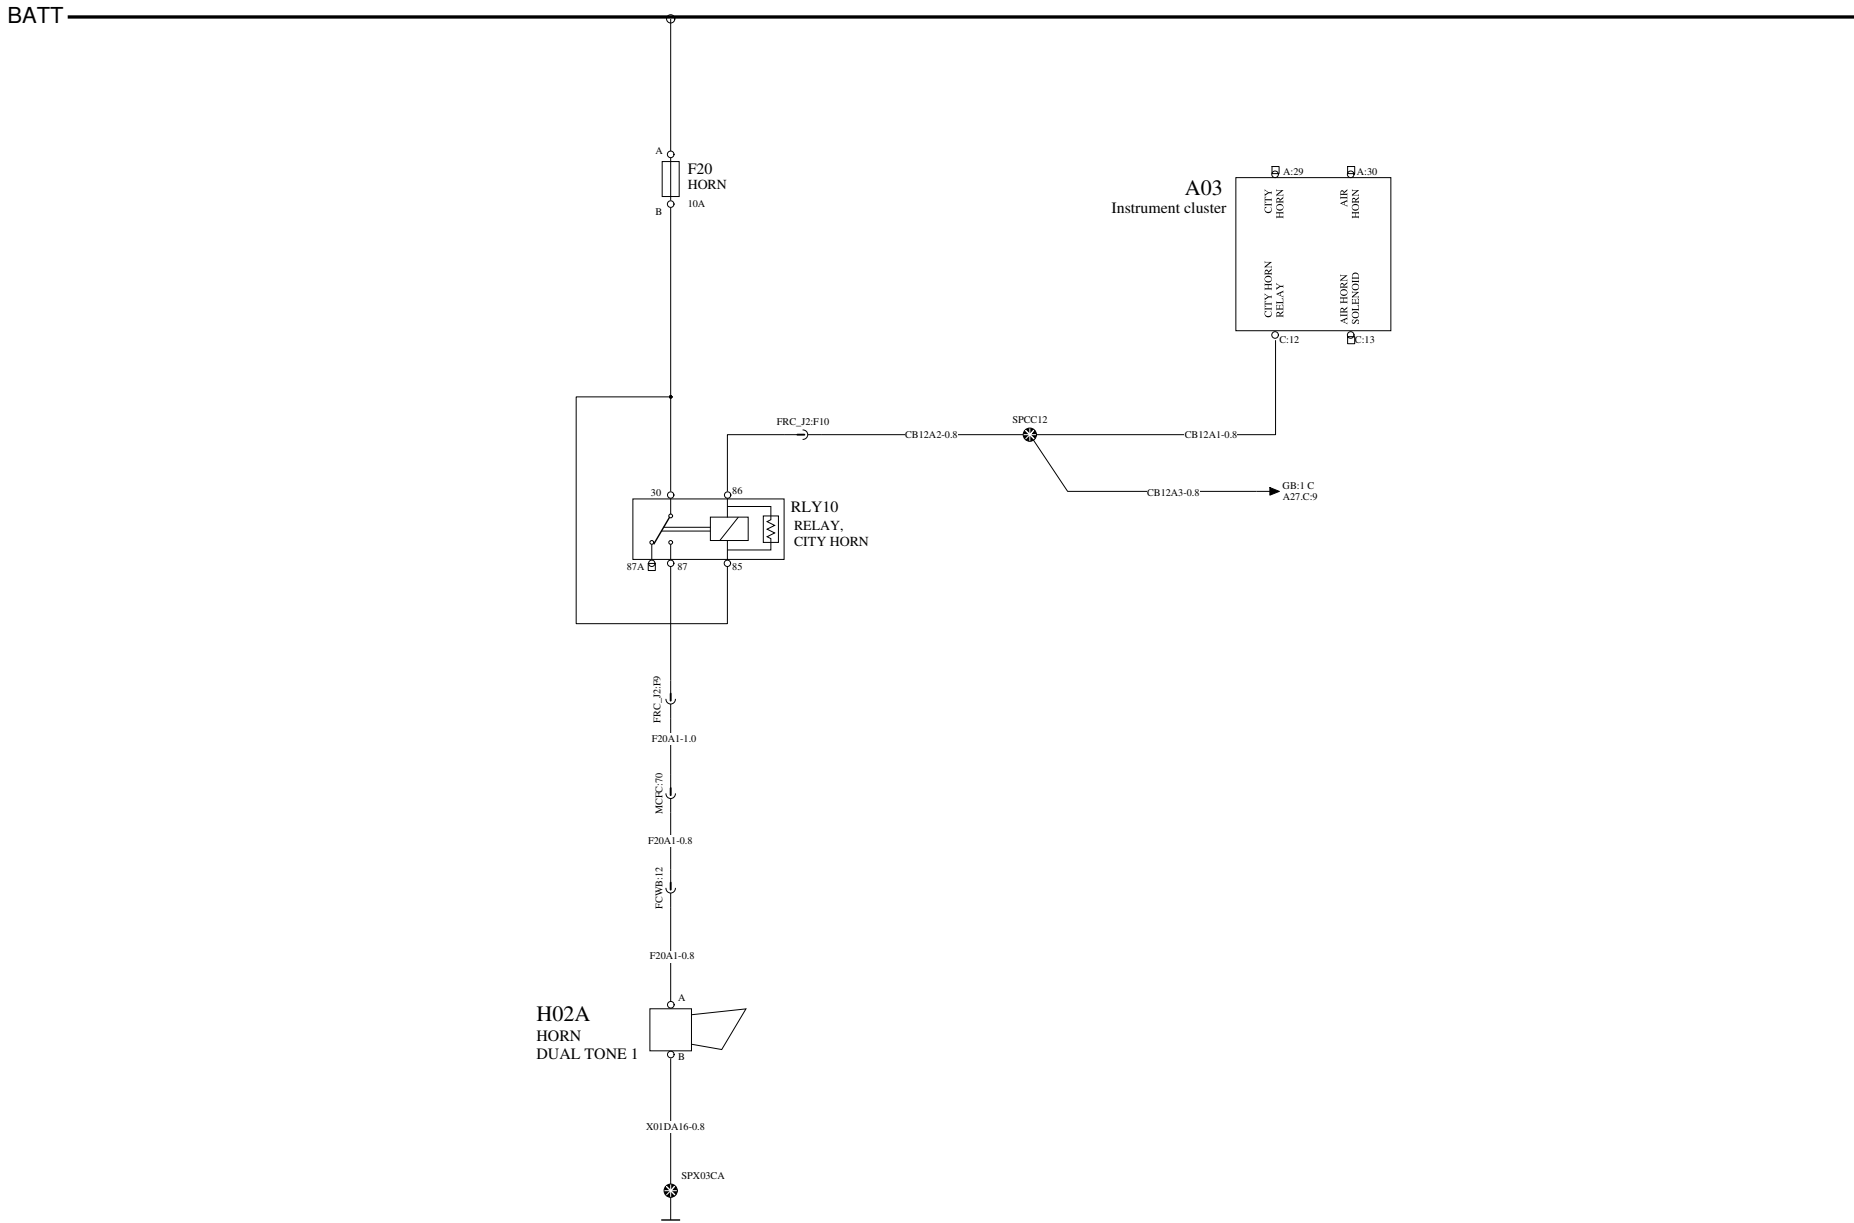 BATT
A
F20
HORN
10A
B
A:29
A:30
A03
Instrument cluster
CITY
HORN
AIR
HORN
CITY HORN
RELAY
AIR HORN
SOLENOID
C:12
C:13
FRC_J2:F10
CB12A2-0.8
SPCC12
CB12A1-0.8
CB12A3-0.8
GB:1 C
A27.C:9
30
86
RLY10
RELAY,
CITY HORN
87A
87
85
FRC_J2:F9
F20A1-1.0
MCFC:70
F20A1-0.8
FCWB:12
F20A1-0.8
A
H02A
HORN
DUAL TONE 1
B
X01DA16-0.8
SPX03CA